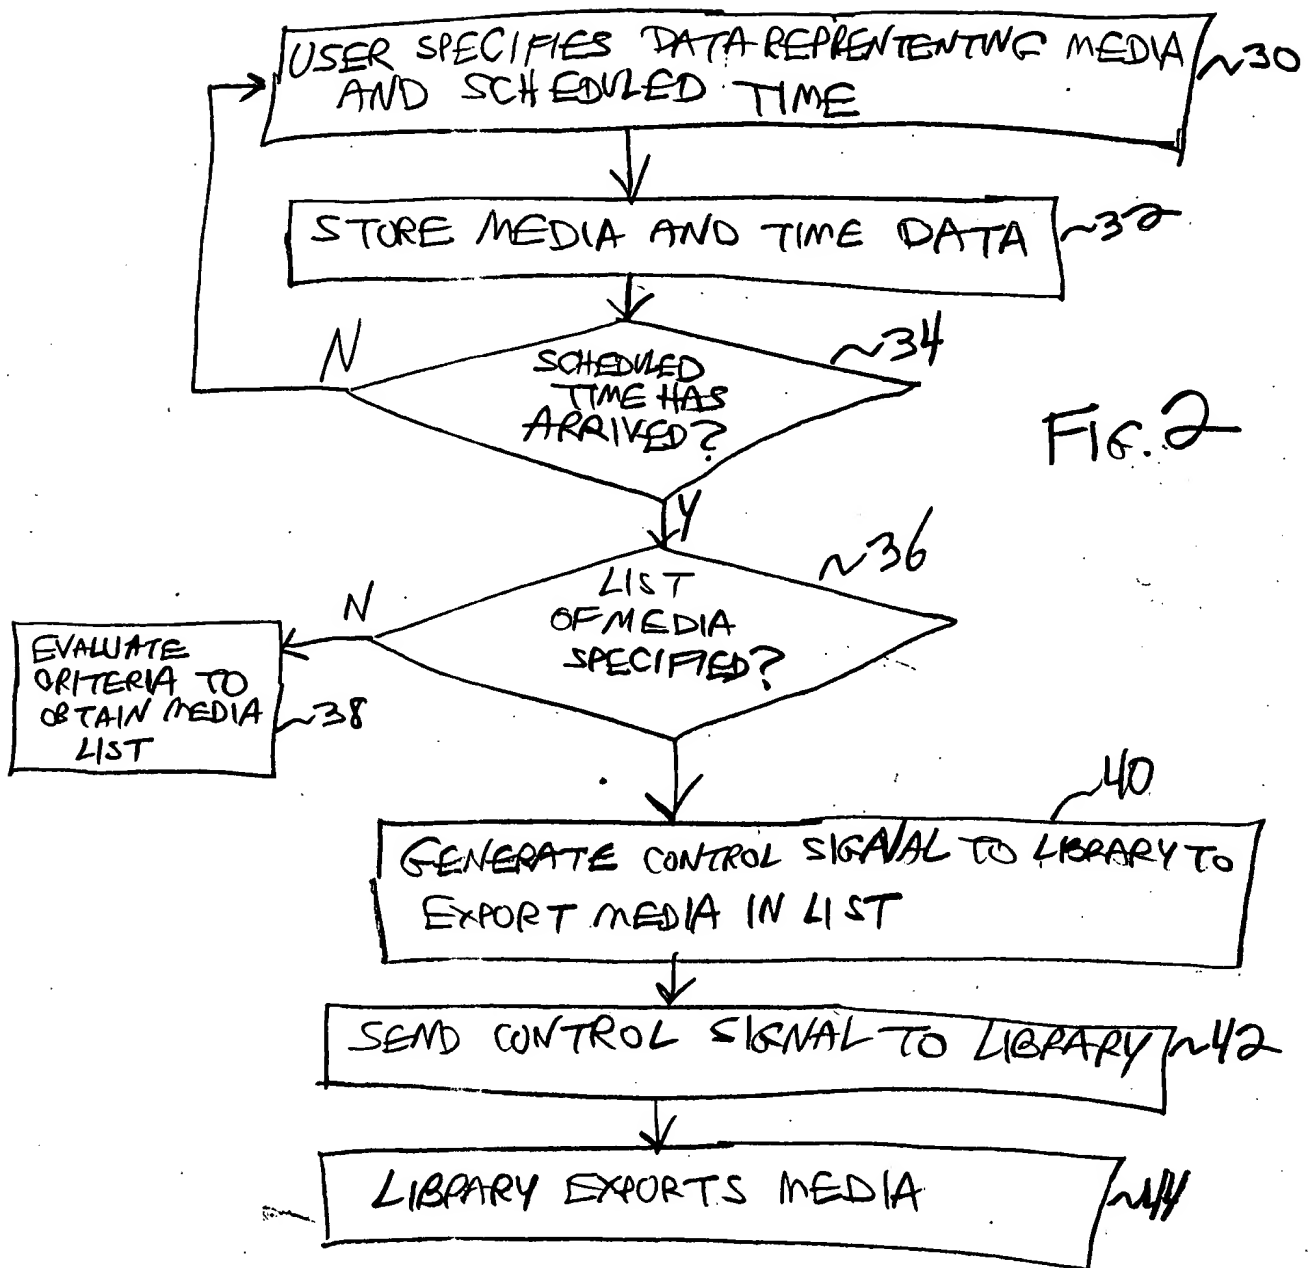 USER SPECIFIES DATA REPRENTENTING MEDIA
AND SCHEDULED TIME
~30
STORE MEDIA AND TIME DATA
~32
N
SCHEDULED
TIME HAS
ARRIVED?
~34
FIG. 2
Y
LIST
OF MEDIA
SPECIFIED?
~36
N
EVALUATE
CRITERIA TO
OBTAIN MEDIA
LIST
~38
40
GENERATE CONTROL SIGNAL TO LIBRARY TO
EXPORT MEDIA IN LIST
SEND CONTROL SIGNAL TO LIBRARY
~42
LIBRARY EXPORTS MEDIA
~44